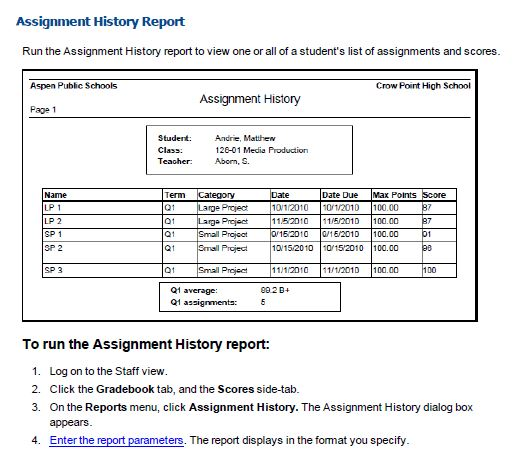 Assignment History Report
Run the Assignment History report to view one or all of a student's list of assignments and scores.
Aspen Public Schools Crow Point High School
Assignment History
Page 1
Student: Andrie, Matthew
Class: 126-01 Media Production
Teacher: Aborn, S.
Name Term Category Date Date Due Max Points Score
LP 1 Q1 Large Project 10/1/2010 10/1/2010 100.00 87
LP 2 Q1 Large Project 11/5/2010 11/5/2010 100.00 87
SP 1 Q1 Small Project 9/15/2010 9/15/2010 100.00 91
SP 2 Q1 Small Project 10/15/2010 10/15/2010 100.00
SP 3 Q1 Small Project 11/1/2010 11/1/2010 100.00 100
Q1 average: 89.2 B+
Q1 assignments: 5
To run the Assignment History report:
1. Log on to the Staff view.
2. Click the Gradebook tab, and the Scores side-tab.
3. On the Reports menu, click Assignment History. The Assignment History dialog box
appears.
4. Enter the report parameters. The report displays in the format you specify.